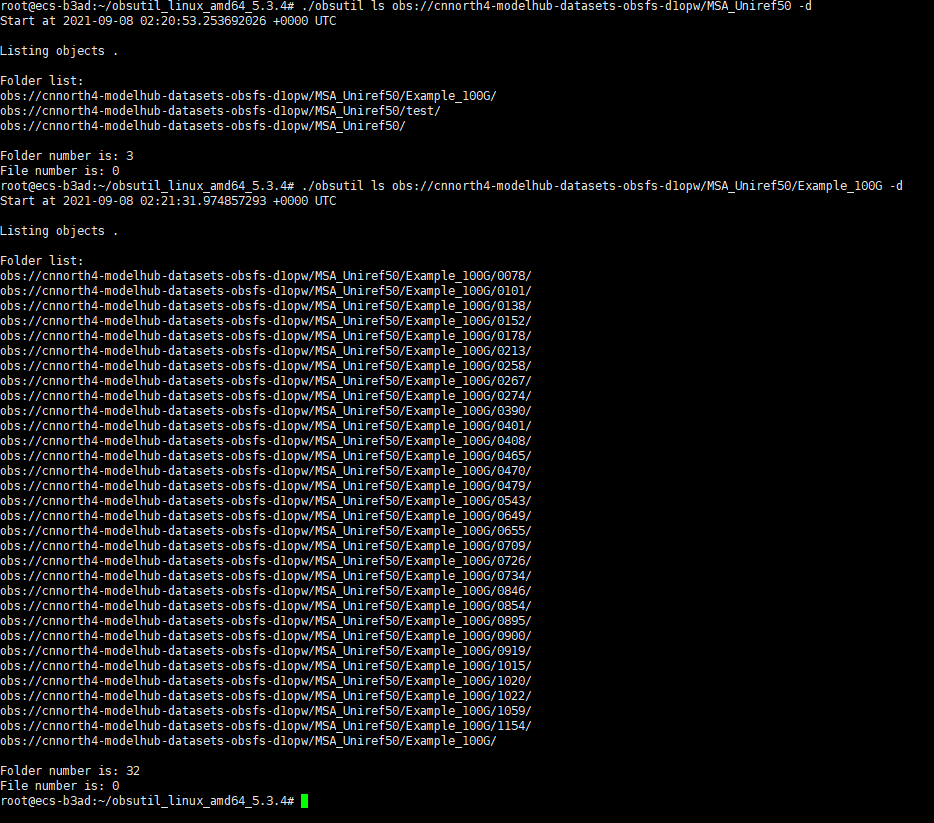 root@ecs-b3ad:~/obsutil_linux_amd64_5.3.4# ./obsutil ls obs://cnnorth4-modelhub-datasets-obsfs-d1opw/MSA_Uniref50 -d
Start at 2021-09-08 02:20:53.253692026 +0000 UTC
Listing objects .
Folder list:
obs://cnnorth4-modelhub-datasets-obsfs-d1opw/MSA_Uniref50/Example_100G/
obs://cnnorth4-modelhub-datasets-obsfs-d1opw/MSA_Uniref50/test/
obs://cnnorth4-modelhub-datasets-obsfs-d1opw/MSA_Uniref50/
Folder number is: 3
File number is: 0
root@ecs-b3ad:~/obsutil_linux_amd64_5.3.4# ./obsutil ls obs://cnnorth4-modelhub-datasets-obsfs-d1opw/MSA_Uniref50/Example_100G -d
Start at 2021-09-08 02:21:31.974857293 +0000 UTC
Listing objects .
Folder list:
obs://cnnorth4-modelhub-datasets-obsfs-d1opw/MSA_Uniref50/Example_100G/0078/
obs://cnnorth4-modelhub-datasets-obsfs-d1opw/MSA_Uniref50/Example_100G/0101/
obs://cnnorth4-modelhub-datasets-obsfs-d1opw/MSA_Uniref50/Example_100G/0138/
obs://cnnorth4-modelhub-datasets-obsfs-d1opw/MSA_Uniref50/Example_100G/0152/
obs://cnnorth4-modelhub-datasets-obsfs-d1opw/MSA_Uniref50/Example_100G/0178/
obs://cnnorth4-modelhub-datasets-obsfs-d1opw/MSA_Uniref50/Example_100G/0213/
obs://cnnorth4-modelhub-datasets-obsfs-d1opw/MSA_Uniref50/Example_100G/0258/
obs://cnnorth4-modelhub-datasets-obsfs-d1opw/MSA_Uniref50/Example_100G/0267/
obs://cnnorth4-modelhub-datasets-obsfs-d1opw/MSA_Uniref50/Example_100G/0274/
obs://cnnorth4-modelhub-datasets-obsfs-d1opw/MSA_Uniref50/Example_100G/0390/
obs://cnnorth4-modelhub-datasets-obsfs-d1opw/MSA_Uniref50/Example_100G/0401/
obs://cnnorth4-modelhub-datasets-obsfs-d1opw/MSA_Uniref50/Example_100G/0408/
obs://cnnorth4-modelhub-datasets-obsfs-d1opw/MSA_Uniref50/Example_100G/0465/
obs://cnnorth4-modelhub-datasets-obsfs-d1opw/MSA_Uniref50/Example_100G/0470/
obs://cnnorth4-modelhub-datasets-obsfs-d1opw/MSA_Uniref50/Example_100G/0479/
obs://cnnorth4-modelhub-datasets-obsfs-d1opw/MSA_Uniref50/Example_100G/0543/
obs://cnnorth4-modelhub-datasets-obsfs-d1opw/MSA_Uniref50/Example_100G/0649/
obs://cnnorth4-modelhub-datasets-obsfs-d1opw/MSA_Uniref50/Example_100G/0655/
obs://cnnorth4-modelhub-datasets-obsfs-d1opw/MSA_Uniref50/Example_100G/0709/
obs://cnnorth4-modelhub-datasets-obsfs-d1opw/MSA_Uniref50/Example_100G/0726/
obs://cnnorth4-modelhub-datasets-obsfs-d1opw/MSA_Uniref50/Example_100G/0734/
obs://cnnorth4-modelhub-datasets-obsfs-d1opw/MSA_Uniref50/Example_100G/0846/
obs://cnnorth4-modelhub-datasets-obsfs-d1opw/MSA_Uniref50/Example_100G/0854/
obs://cnnorth4-modelhub-datasets-obsfs-d1opw/MSA_Uniref50/Example_100G/0895/
obs://cnnorth4-modelhub-datasets-obsfs-d1opw/MSA_Uniref50/Example_100G/0900/
obs://cnnorth4-modelhub-datasets-obsfs-d1opw/MSA_Uniref50/Example_100G/0919/
obs://cnnorth4-modelhub-datasets-obsfs-d1opw/MSA_Uniref50/Example_100G/1015/
obs://cnnorth4-modelhub-datasets-obsfs-d1opw/MSA_Uniref50/Example_100G/1020/
obs://cnnorth4-modelhub-datasets-obsfs-d1opw/MSA_Uniref50/Example_100G/1022/
obs://cnnorth4-modelhub-datasets-obsfs-d1opw/MSA_Uniref50/Example_100G/1059/
obs://cnnorth4-modelhub-datasets-obsfs-d1opw/MSA_Uniref50/Example_100G/1154/
obs://cnnorth4-modelhub-datasets-obsfs-d1opw/MSA_Uniref50/Example_100G/
Folder number is: 32
File number is: 0
root@ecs-b3ad:~/obsutil_linux_amd64_5.3.4#